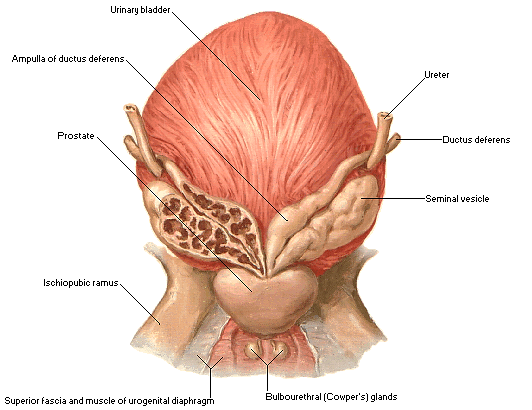 Urinary bladder
Ampulla of ductus deferens
Ureter
Prostate
Ductus deferens
Seminal vesicle
Ischiopubic ramus
Superior fascia and muscle of urogenital diaphragm
Bulbourethral (Cowper's) glands